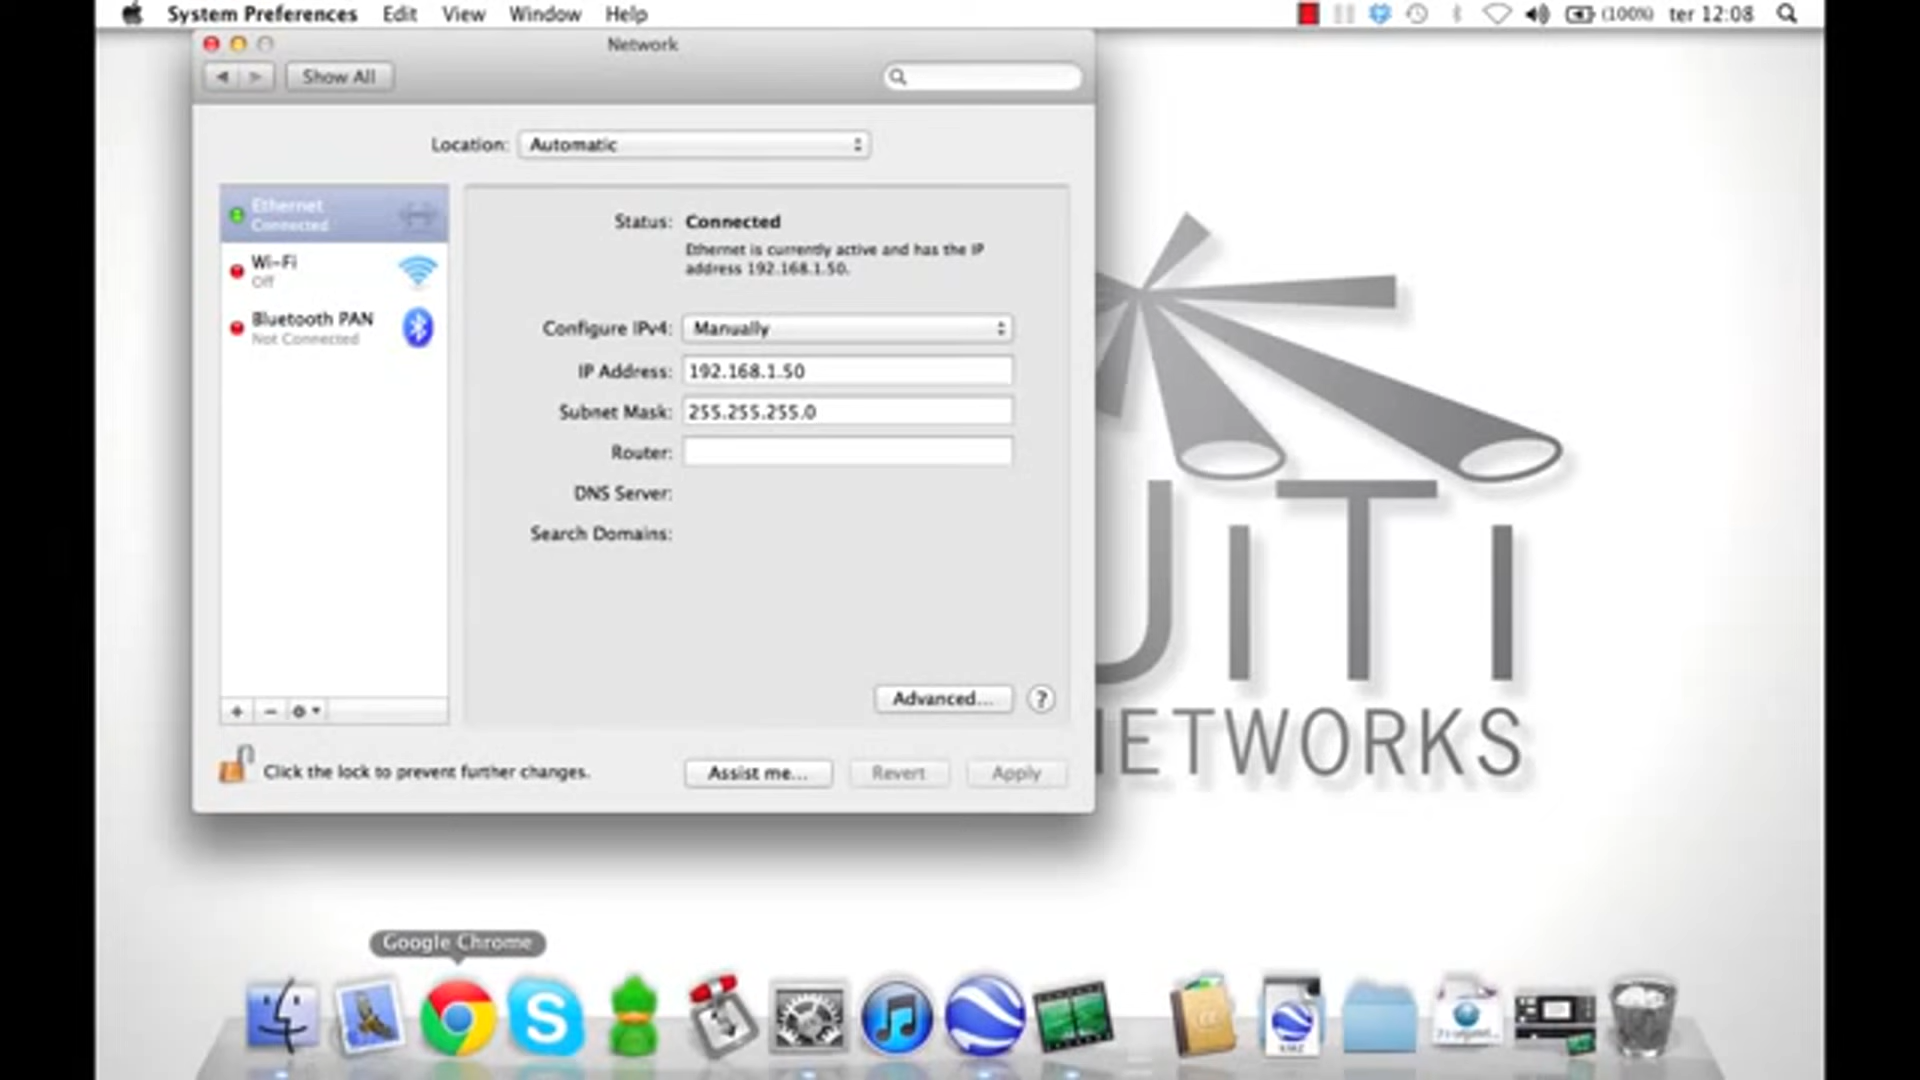 System Preferences Edit View Window Help (100%) ter 12:08
Network
Show All
Location: Automatic
Ethernet
Connected
Wi-Fi
Off
Bluetooth PAN
Not Connected
Status: Connected
Ethernet is currently active and has the IP
address 192.168.1.50.
Configure IPv4: Manually
IP Address: 192.168.1.50
Subnet Mask: 255.255.255.0
Router:
DNS Server:
Search Domains:
Advanced... ?
Click the lock to prevent further changes.
Assist me... Revert Apply
UiTi
NETWORKS
Google Chrome